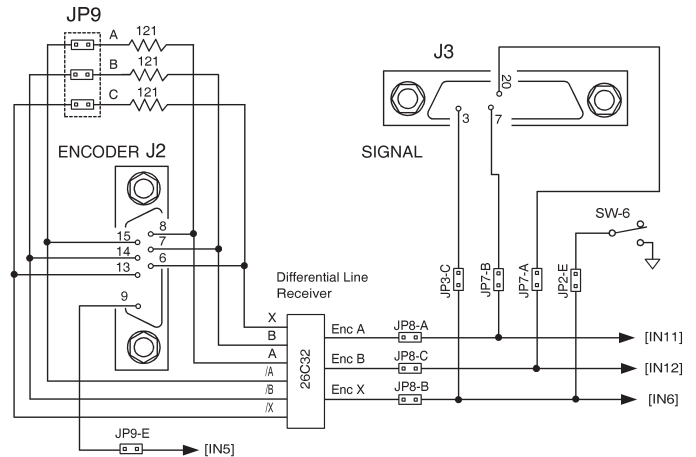 JP9
A
121
B
121
C
121
J3
20
3
7
ENCODER J2
SIGNAL
8
15
7
14
6
13
9
SW-6
JP3-C
JP7-B
JP7-A
JP2-E
Differential Line
Receiver
X
B
A
/A
/B
/X
26C32
Enc A
JP8-A
[IN11]
Enc B
JP8-C
[IN12]
Enc X
JP8-B
[IN6]
JP9-E
[IN5]